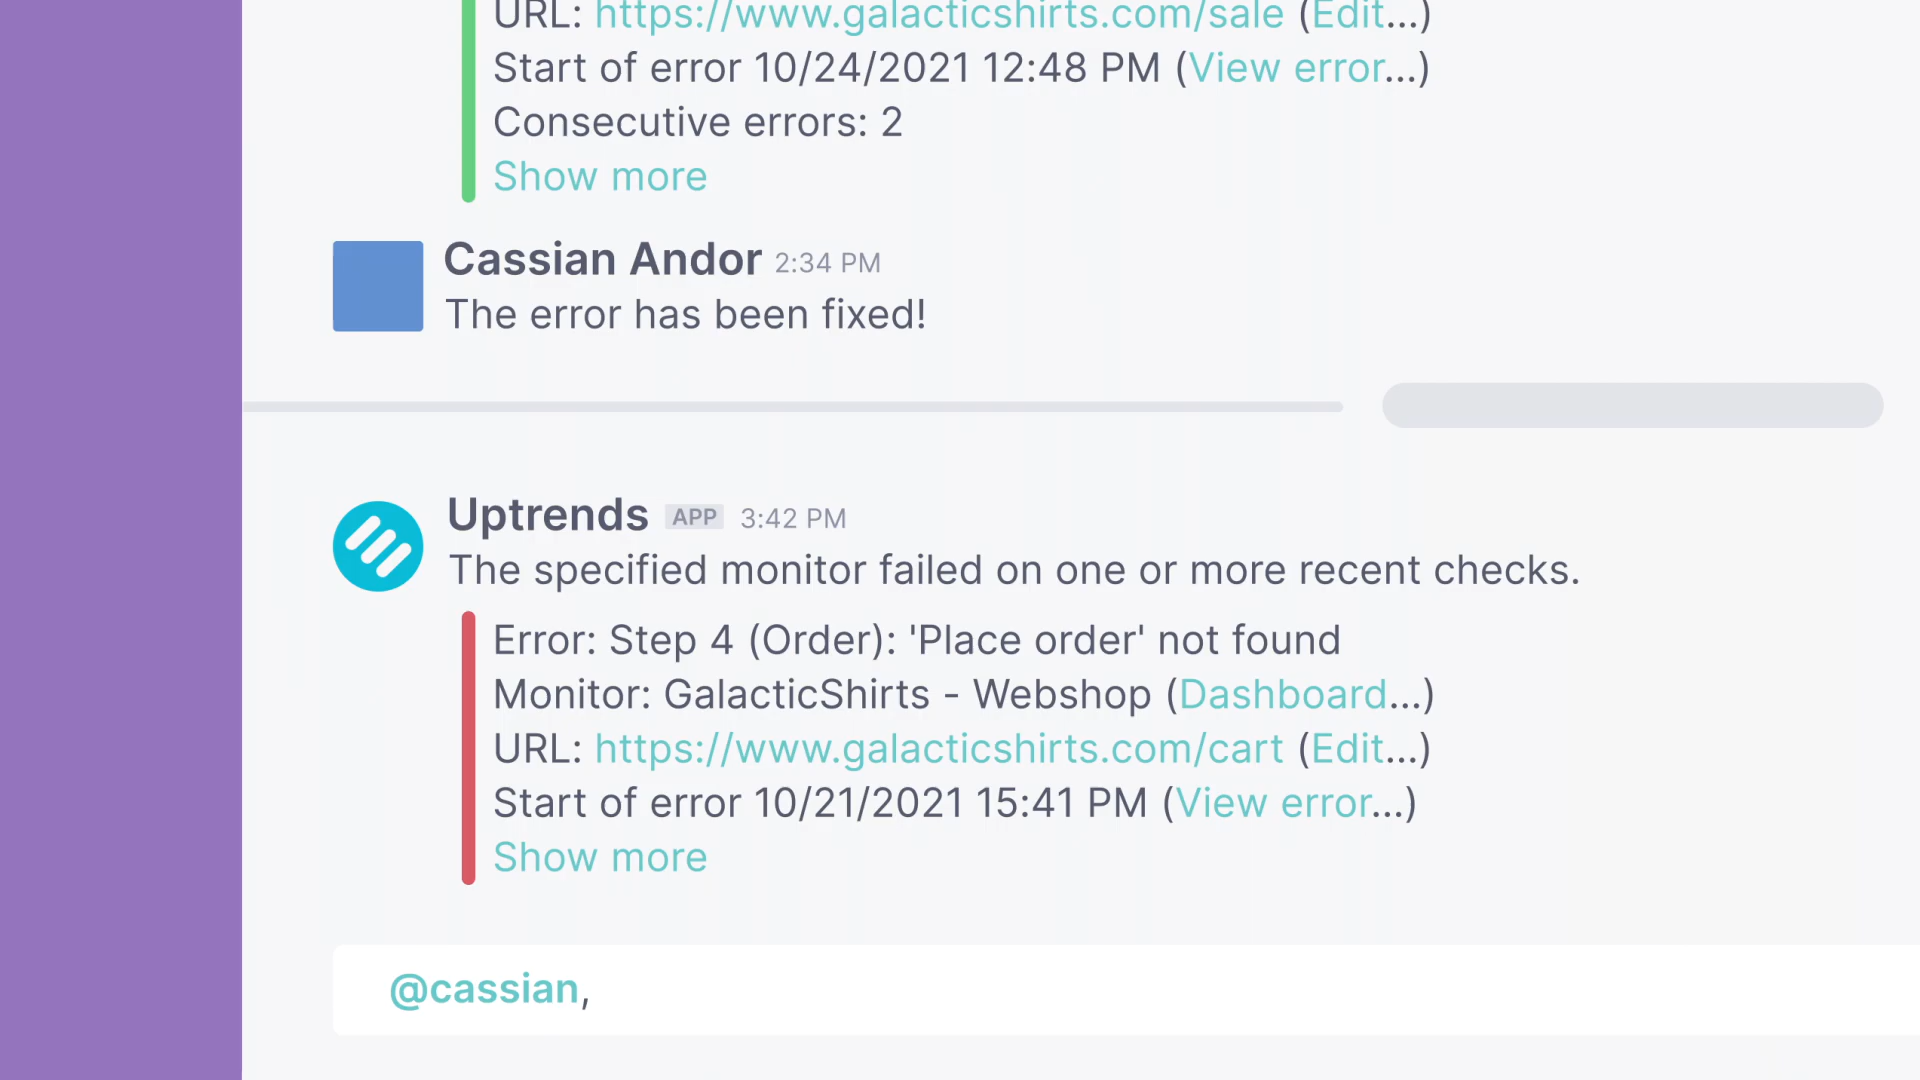 URL: https://www.galacticshirts.com/sale (Edit...)
Start of error 10/24/2021 12:48 PM (View error...)
Consecutive errors: 2
Show more
Cassian Andor 2:34 PM
The error has been fixed!
Uptrends APP 3:42 PM
The specified monitor failed on one or more recent checks.
Error: Step 4 (Order): 'Place order' not found
Monitor: GalacticShirts - Webshop (Dashboard...)
URL: https://www.galacticshirts.com/cart (Edit...)
Start of error 10/21/2021 15:41 PM (View error...)
Show more
@cassian,